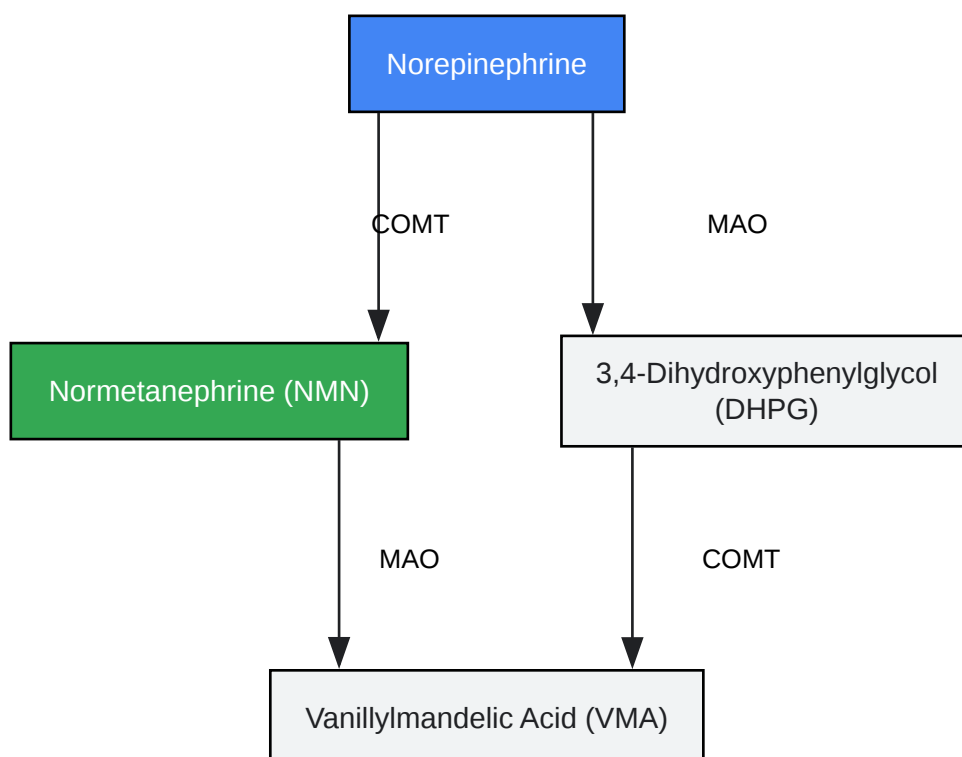 Norepinephrine
COMT
MAO
Normetanephrine (NMN)
3,4-Dihydroxyphenylglycol
(DHPG)
MAO
COMT
Vanillylmandelic Acid (VMA)